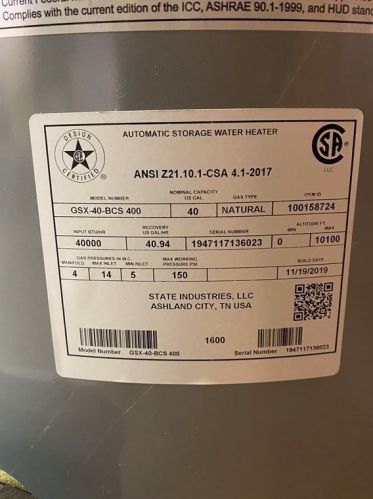 Complies with the current edition of the ICC, ASHRAE 90.1-1999, and HUD
DESIGN CERTIFIED
AUTOMATIC STORAGE WATER HEATER
ANSI Z21.10.1-CSA 4.1-2017
LLC
MODEL NUMBER NOMINAL CAPACITY US GAL GAS TYPE ITEM ID
GSX-40-BCS 400 40 NATURAL 100158724
INPUT BTU/HR RECOVERY US GAL/HR SERIAL NUMBER MIN ALTITUDE FT. MAX
40000 40.94 1947117136023 0 10100
GAS PRESSURES IN W.C. MANIFOLD MAX INLET MIN INLET MAX WORKING PRESSURE PSI BUILD DATE
4 14 5 150 11/19/2019
STATE INDUSTRIES, LLC
ASHLAND CITY, TN USA
1600
Model Number GSX-40-BCS 400 Serial Number 1947117136023